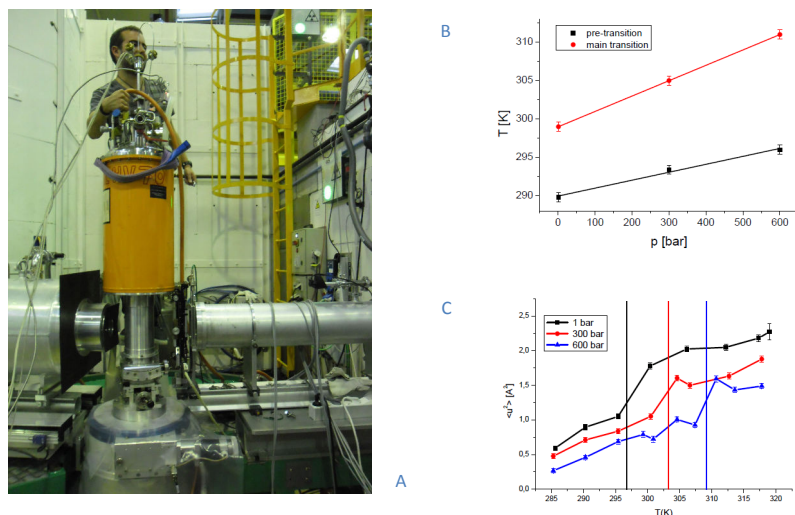 B
pre-transition
main transition
310
305
300
295
290
T [K]
0 100 200 300 400 500 600
p [bar]
A
C
1 bar
300 bar
600 bar
2,5
2,0
1,5
1,0
0,5
0,0
<u²> [A²]
285 290 295 300 305 310 315 320
T(K)